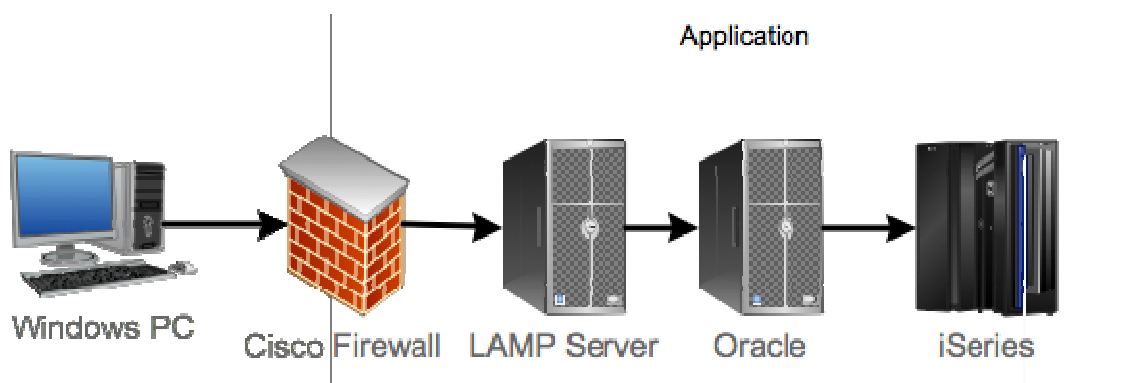 Application
Windows PC
Cisco Firewall
LAMP Server
Oracle
iSeries